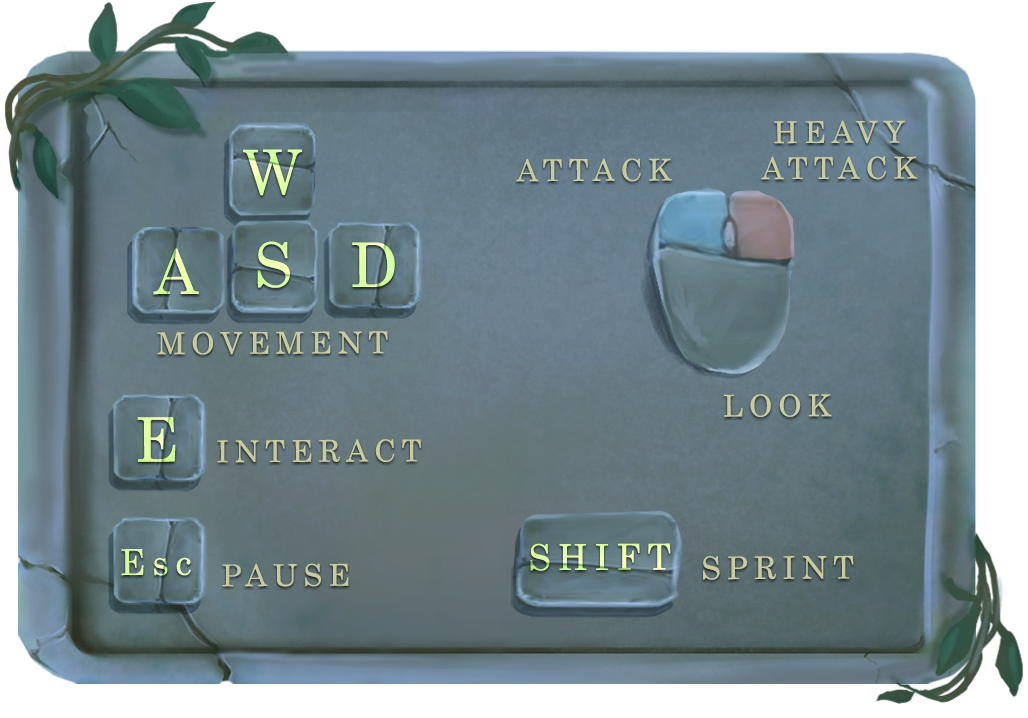 W
A S D
MOVEMENT
E INTERACT
Esc PAUSE
ATTACK
HEAVY
ATTACK
LOOK
SHIFT SPRINT